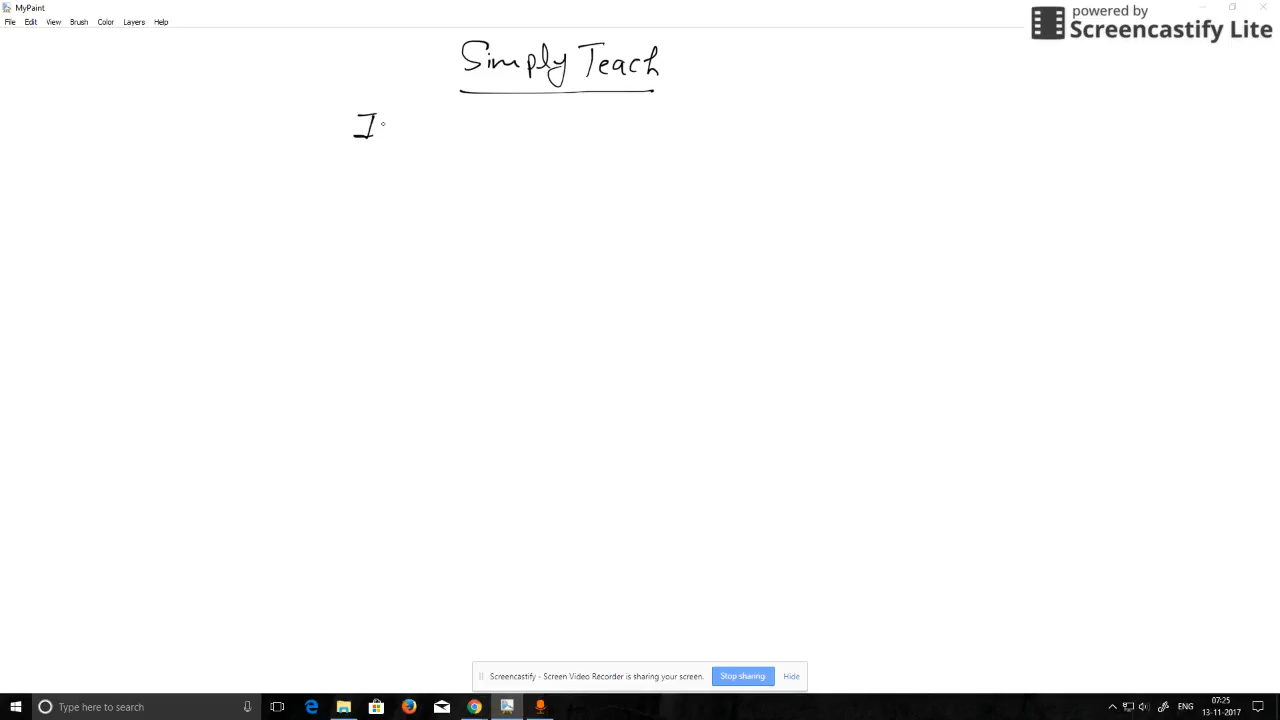 MyPaint
File Edit View Brush Color Layers Help
powered by
Screencastify Lite
Simply Teach
I
Screencastify - Screen Video Recorder is sharing your screen. Stop sharing Hide
Type here to search
ENG
07:25
13-11-2017